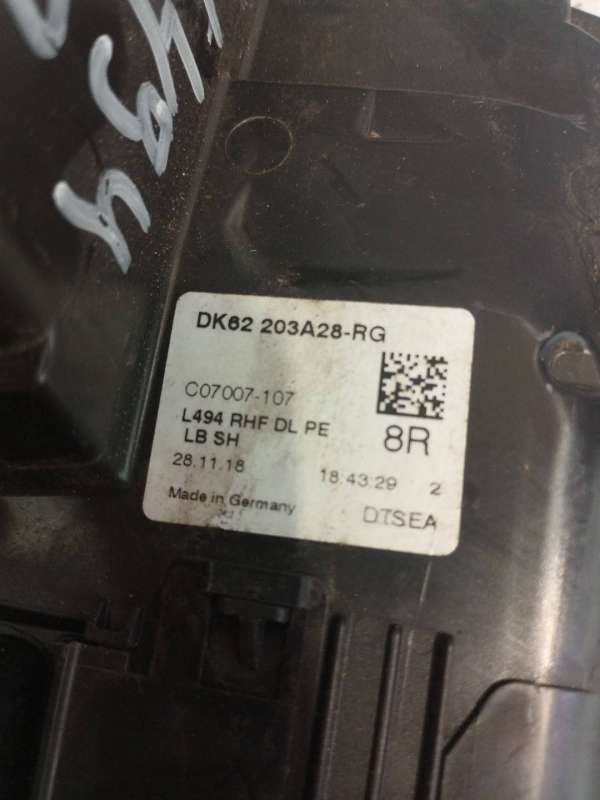 DK62 203A28-RG
C07007-107
L494 RHF DL PE
LB SH
8R
28.11.18 18:43:29 2
Made in Germany
DTSEA